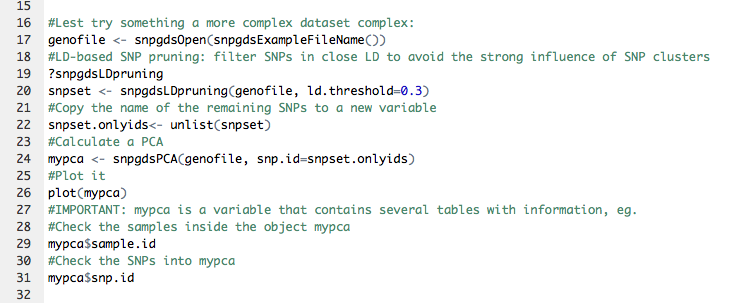 15
16 #Lest try something a more complex dataset complex:
17 genofile <- snpgdsOpen(snpgdsExampleFileName())
18 #LD-based SNP pruning: filter SNPs in close LD to avoid the strong influence of SNP clusters
19 ?snpgdsLDpruning
20 snpset <- snpgdsLDpruning(genofile, ld.threshold=0.3)
21 #Copy the name of the remaining SNPs to a new variable
22 snpset.onlyids<- unlist(snpset)
23 #Calculate a PCA
24 mypca <- snpgdsPCA(genofile, snp.id=snpset.onlyids)
25 #Plot it
26 plot(mypca)
27 #IMPORTANT: mypca is a variable that contains several tables with information, eg.
28 #Check the samples inside the object mypca
29 mypca$sample.id
30 #Check the SNPs into mypca
31 mypca$snp.id
32